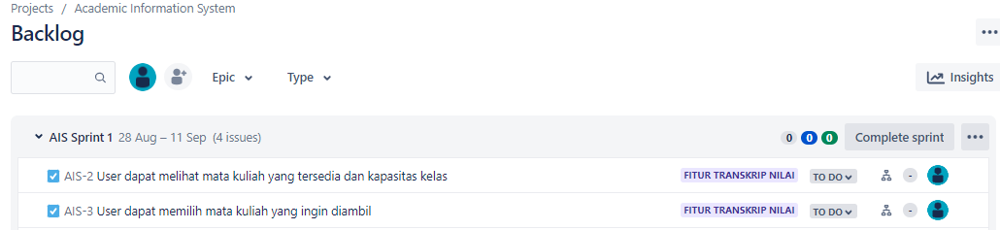 Projects / Academic Information System
Backlog
Epic Type Insights
AIS Sprint 1 28 Aug – 11 Sep (4 issues) 0 0 0 Complete sprint
AIS-2 User dapat melihat mata kuliah yang tersedia dan kapasitas kelas FITUR TRANSKRIP NILAI TO DO -
AIS-3 User dapat memilih mata kuliah yang ingin diambil FITUR TRANSKRIP NILAI TO DO -